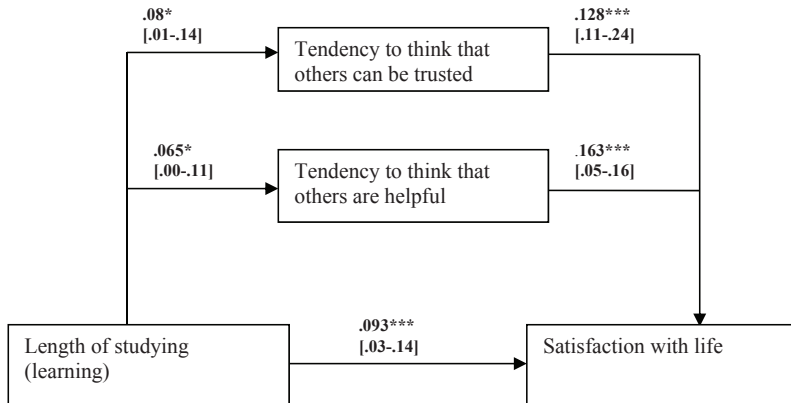 .08*
[.01-.14]
Tendency to think that
others can be trusted
.128***
[.11-.24]
.065*
[.00-.11]
Tendency to think that
others are helpful
.163***
[.05-.16]
Length of studying
(learning)
.093***
[.03-.14]
Satisfaction with life